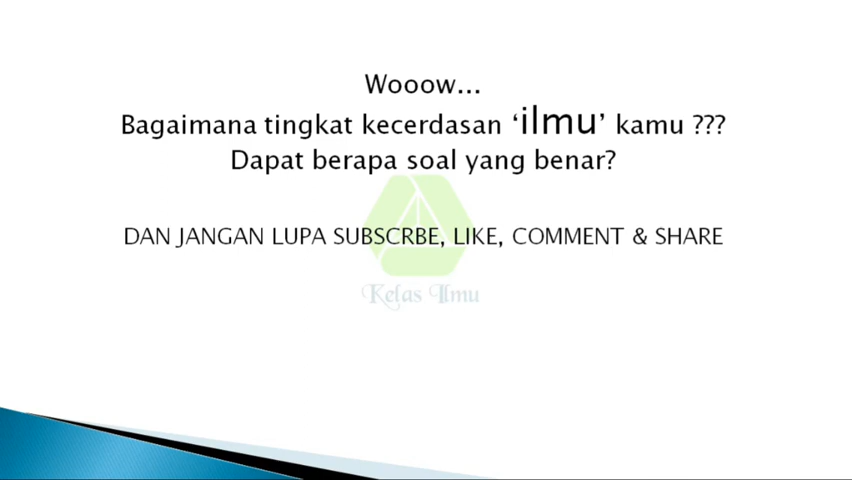 Wooow...
Bagaimana tingkat kecerdasan ‘ilmu’ kamu ???
Dapat berapa soal yang benar?
DAN JANGAN LUPA SUBSCRBE, LIKE, COMMENT & SHARE
Kelas Ilmu